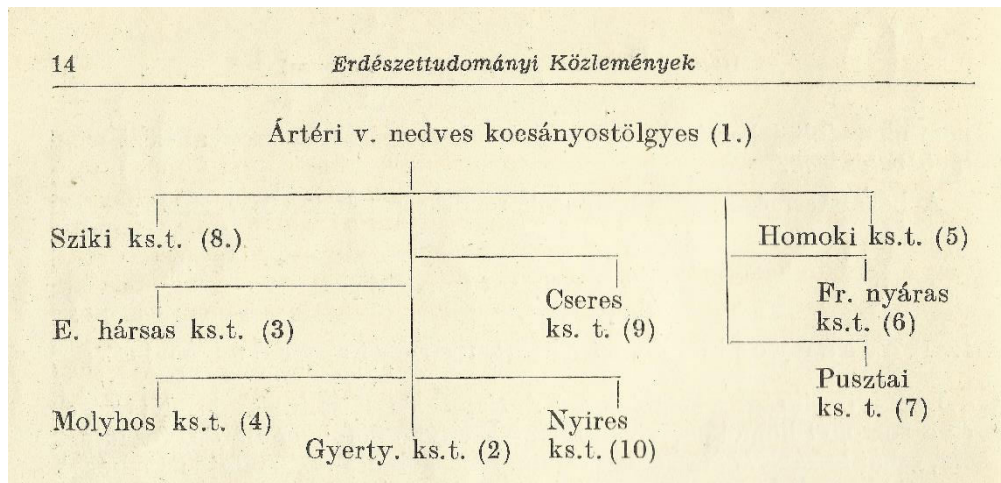 14
Erdészettudományi Közlemények
Ártéri v. nedves kocsányostölgyes (1.)
Sziki ks.t. (8.)
Homoki ks.t. (5)
Cseres
ks. t. (9)
Fr. nyáras
ks.t. (6)
E. hársas ks.t. (3)
Pusztai
ks. t. (7)
Molyhos ks.t. (4)
Nyíres
ks.t. (10)
Gyerty. ks.t. (2)